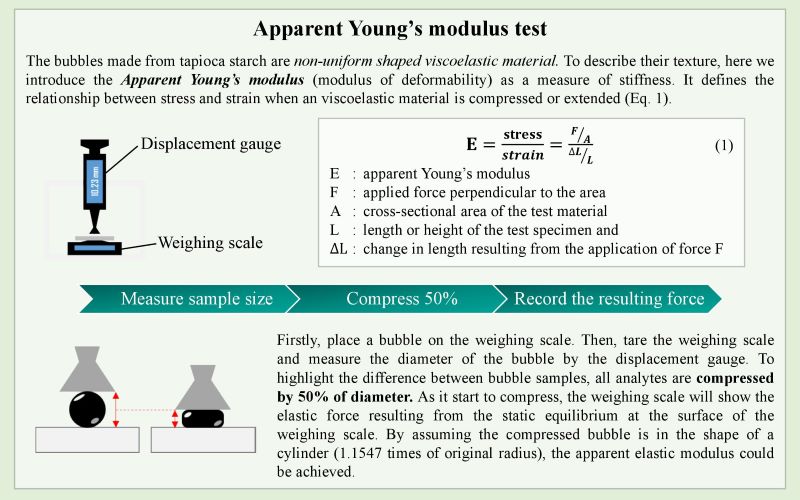 Apparent Young's modulus test
The bubbles made from tapioca starch are non-uniform shaped viscoelastic material. To describe their texture, here we
introduce the Apparent Young's modulus (modulus of deformability) as a measure of stiffness. It defines the
relationship between stress and strain when an viscoelastic material is compressed or extended (Eq. 1).
Displacement gauge
10.23 mm
Weighing scale
E = stress/strain = (F/A)/(ΔL/L) (1)
E : apparent Young's modulus
F : applied force perpendicular to the area
A : cross-sectional area of the test material
L : length or height of the test specimen and
ΔL : change in length resulting from the application of force F
Measure sample size
Compress 50%
Record the resulting force
Firstly, place a bubble on the weighing scale. Then, tare the weighing scale
and measure the diameter of the bubble by the displacement gauge. To
highlight the difference between bubble samples, all analytes are compressed
by 50% of diameter. As it start to compress, the weighing scale will show the
elastic force resulting from the static equilibrium at the surface of the
weighing scale. By assuming the compressed bubble is in the shape of a
cylinder (1.1547 times of original radius), the apparent elastic modulus could
be achieved.